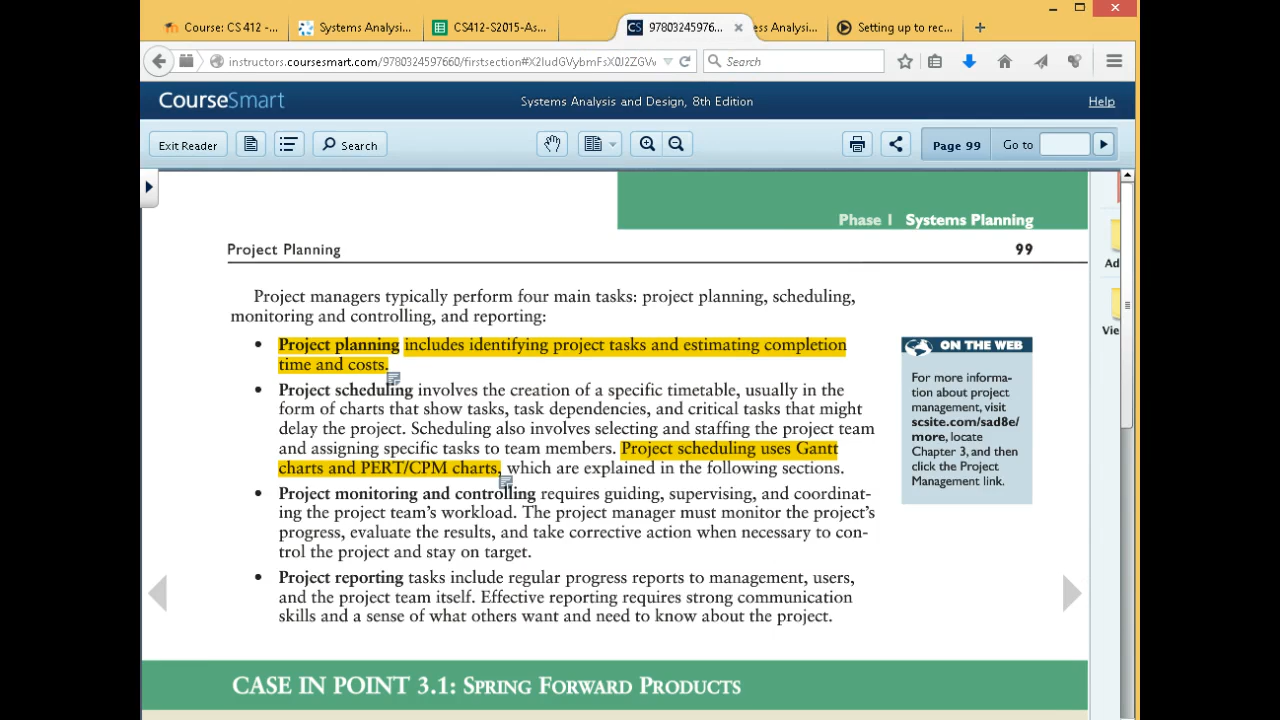 Course: CS 412 -...
Systems Analysi...
CS412-S2015-As...
CS
97803245976...
ess Analysi...
Setting up to rec...
instructors.coursesmart.com/9780324597660/firstsection#
Search
CourseSmart
Systems Analysis and Design, 8th Edition
Help
Exit Reader
Search
Page 99
Go to
Phase 1 Systems Planning
Project Planning
99
Project managers typically perform four main tasks: project planning, scheduling,
monitoring and controlling, and reporting:
• Project planning includes identifying project tasks and estimating completion
time and costs.
• Project scheduling involves the creation of a specific timetable, usually in the
form of charts that show tasks, task dependencies, and critical tasks that might
delay the project. Scheduling also involves selecting and staffing the project team
and assigning specific tasks to team members. Project scheduling uses Gantt
charts and PERT/CPM charts, which are explained in the following sections.
• Project monitoring and controlling requires guiding, supervising, and coordinat-
ing the project team's workload. The project manager must monitor the project's
progress, evaluate the results, and take corrective action when necessary to con-
trol the project and stay on target.
• Project reporting tasks include regular progress reports to management, users,
and the project team itself. Effective reporting requires strong communication
skills and a sense of what others want and need to know about the project.
ON THE WEB
For more informa-
tion about project
management, visit
scsite.com/sad8e/
more, locate
Chapter 3, and then
click the Project
Management link.
Ad
Vie
CASE IN POINT 3.1: SPRING FORWARD PRODUCTS